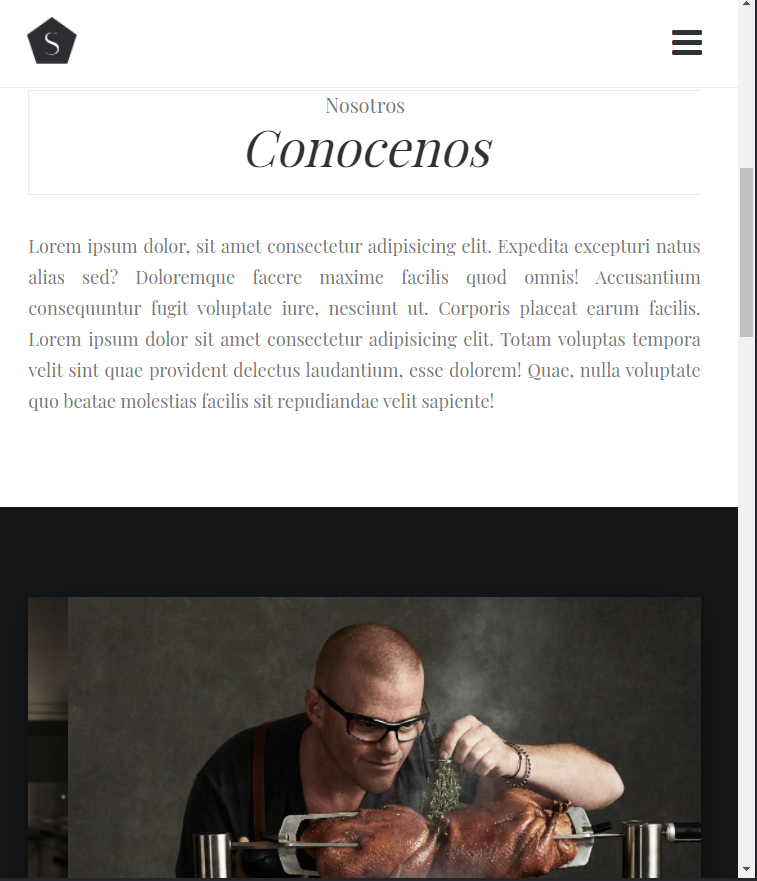 S
Nosotros
Conocenos
Lorem ipsum dolor, sit amet consectetur adipisicing elit. Expedita excepturi natus
alias sed? Doloremque facere maxime facilis quod omnis! Accusantium
consequuntur fugit voluptate iure, nesciunt ut. Corporis placeat earum facilis.
Lorem ipsum dolor sit amet consectetur adipisicing elit. Totam voluptas tempora
velit sint quae provident delectus laudantium, esse dolorem! Quae, nulla voluptate
quo beatae molestias facilis sit repudiandae velit sapiente!